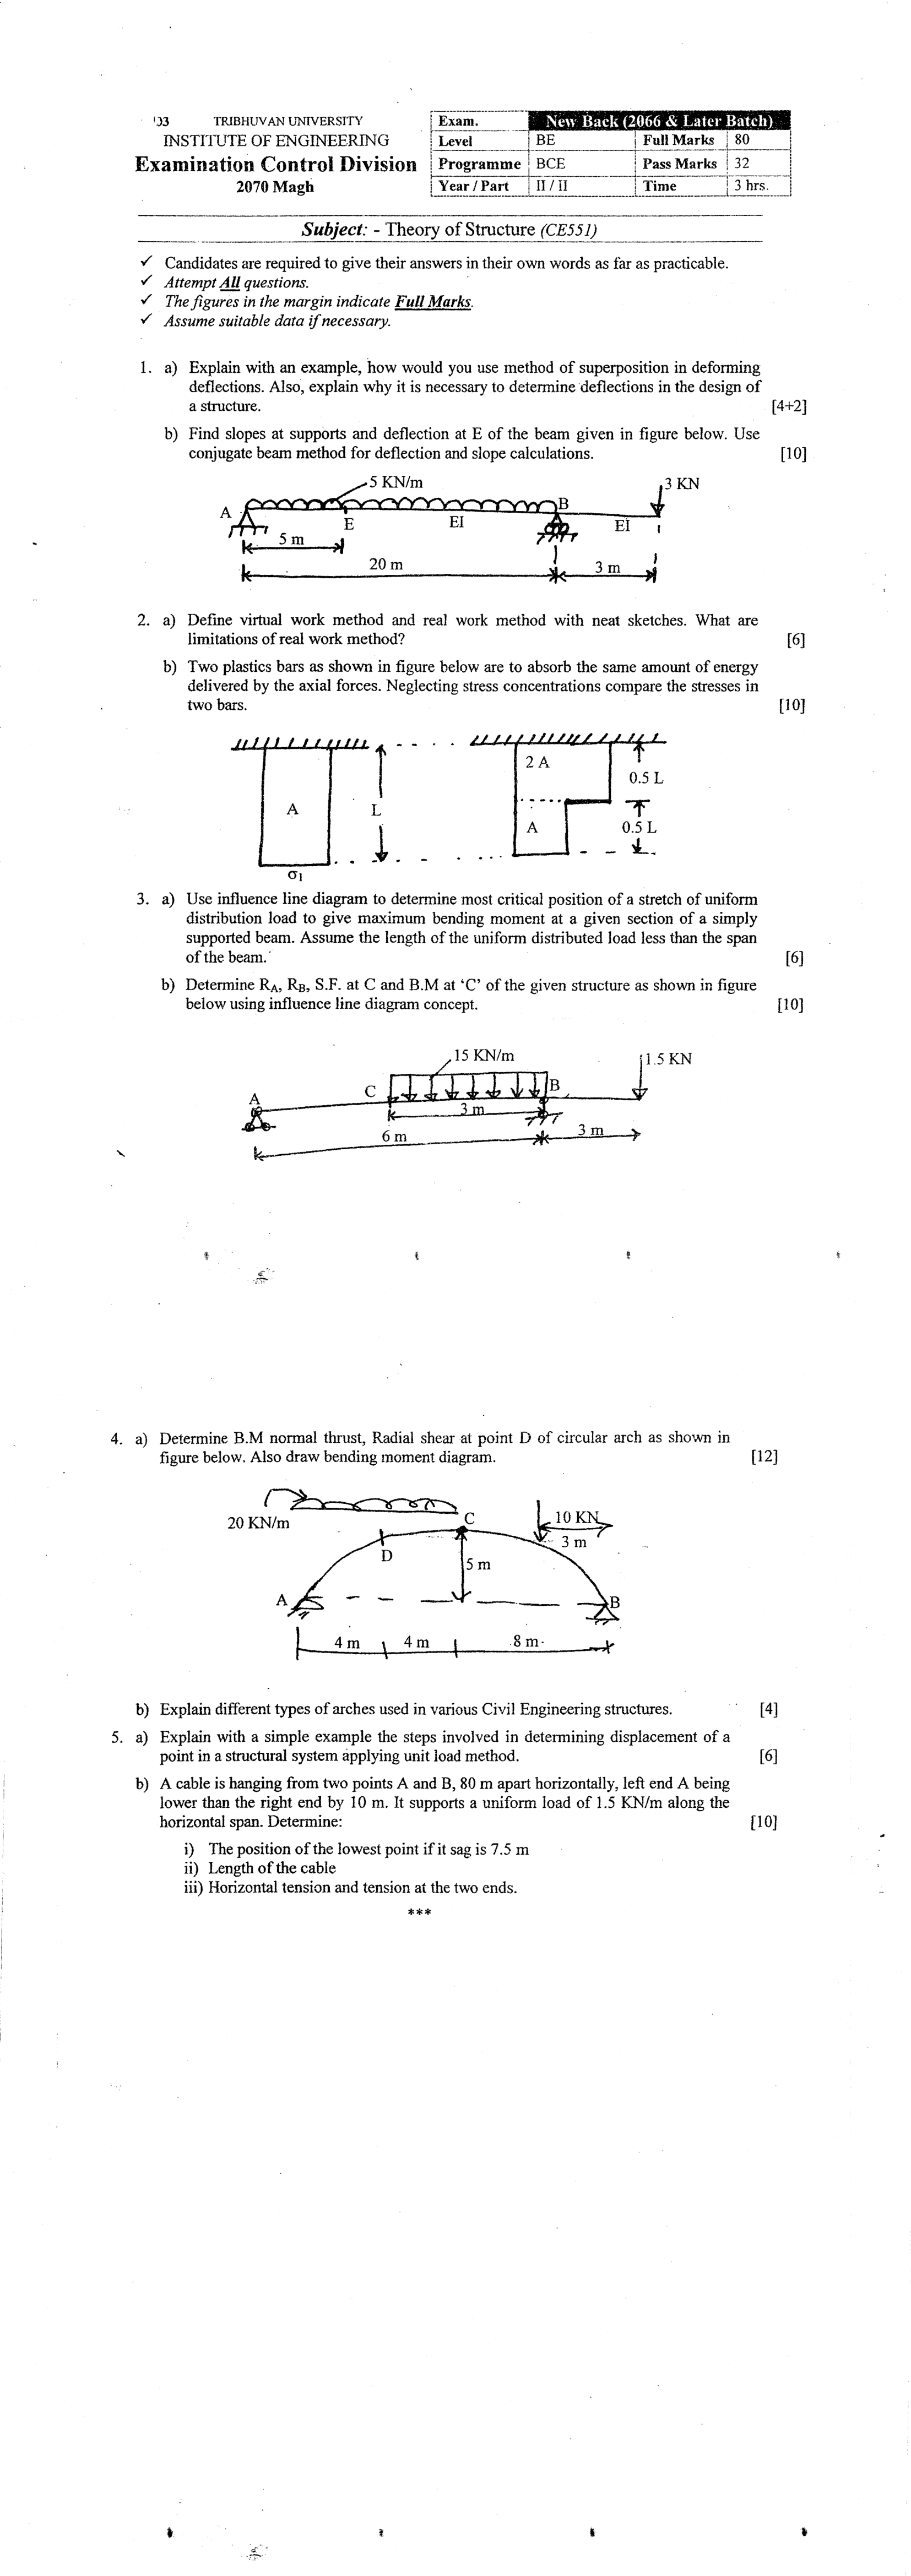 '33 TRIBHUVAN UNIVERSITY
INSTITUTE OF ENGINEERING
Examination Control Division
2070 Magh
Exam. New Back (2066 & Later Batch)
Level BE Full Marks 80
Programme BCE Pass Marks 32
Year / Part II / II Time 3 hrs.
Subject: - Theory of Structure (CE551)
✓ Candidates are required to give their answers in their own words as far as practicable.
✓ Attempt All questions.
✓ The figures in the margin indicate Full Marks.
✓ Assume suitable data if necessary.
1. a) Explain with an example, how would you use method of superposition in deforming
deflections. Also, explain why it is necessary to determine deflections in the design of
a structure. [4+2]
b) Find slopes at supports and deflection at E of the beam given in figure below. Use
conjugate beam method for deflection and slope calculations. [10]
5 KN/m 3 KN
A B
E EI EI
5 m
20 m 3 m
2. a) Define virtual work method and real work method with neat sketches. What are
limitations of real work method? [6]
b) Two plastics bars as shown in figure below are to absorb the same amount of energy
delivered by the axial forces. Neglecting stress concentrations compare the stresses in
two bars. [10]
2 A
0.5 L
A L
A 0.5 L
σ1
3. a) Use influence line diagram to determine most critical position of a stretch of uniform
distribution load to give maximum bending moment at a given section of a simply
supported beam. Assume the length of the uniform distributed load less than the span
of the beam. [6]
b) Determine RA, RB, S.F. at C and B.M at ‘C’ of the given structure as shown in figure
below using influence line diagram concept. [10]
15 KN/m 1.5 KN
A C B
3 m
6 m 3 m
4. a) Determine B.M normal thrust, Radial shear at point D of circular arch as shown in
figure below. Also draw bending moment diagram. [12]
20 KN/m C 10 KN
3 m
D 5 m
A B
4 m 4 m 8 m
b) Explain different types of arches used in various Civil Engineering structures. [4]
5. a) Explain with a simple example the steps involved in determining displacement of a
point in a structural system applying unit load method. [6]
b) A cable is hanging from two points A and B, 80 m apart horizontally, left end A being
lower than the right end by 10 m. It supports a uniform load of 1.5 KN/m along the
horizontal span. Determine: [10]
i) The position of the lowest point if it sag is 7.5 m
ii) Length of the cable
iii) Horizontal tension and tension at the two ends.
***